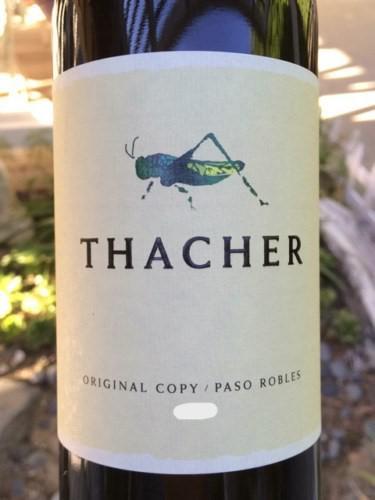 THACHER
ORIGINAL COPY / PASO ROBLES